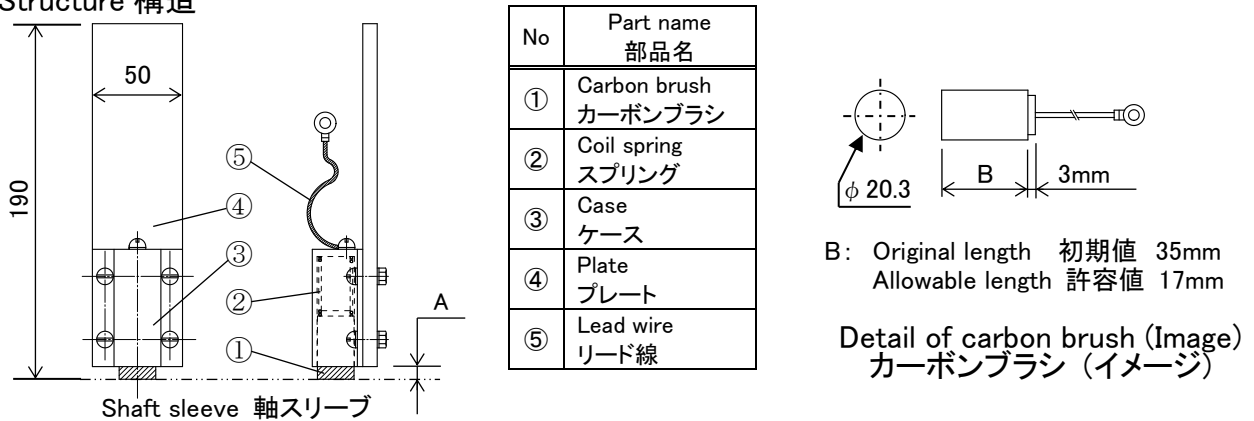 Structure 構造
50
190
⑤
④
③
②
①
A
Shaft sleeve 軸スリーブ
No
Part name
部品名
①
Carbon brush
カーボンブラシ
②
Coil spring
スプリング
③
Case
ケース
④
Plate
プレート
⑤
Lead wire
リード線
φ 20.3
B
3mm
B: Original length 初期値 35mm
Allowable length 許容値 17mm
Detail of carbon brush (Image)
カーボンブラシ (イメージ)